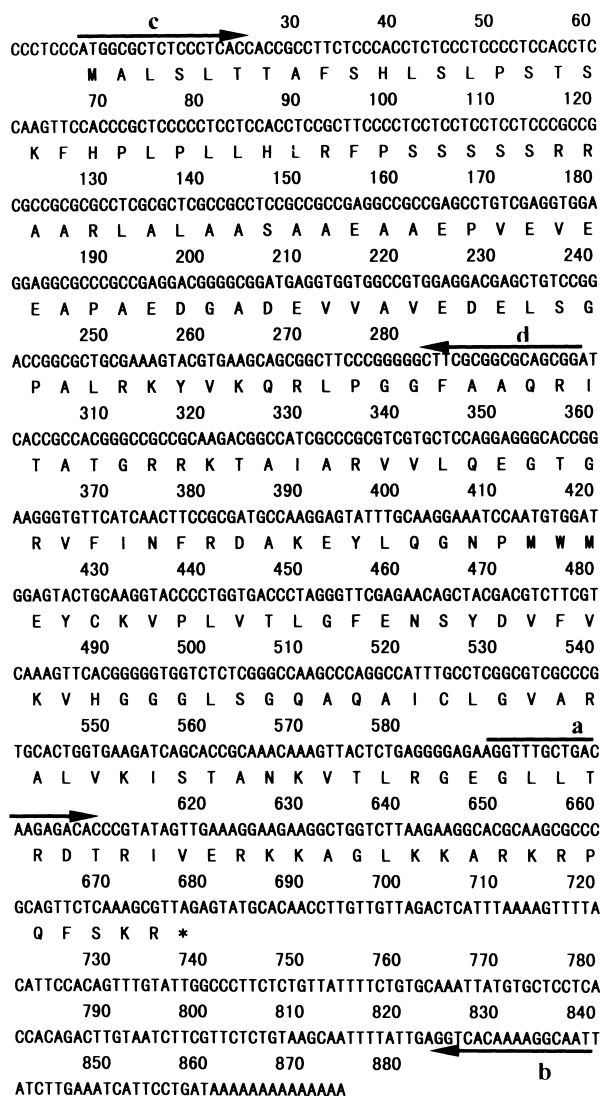 c 30 40 50 60
CCCTCCCATGGCGCTCTCCCTCACCACCGCCTTCTCCCACCTCTCCCTCCCCTCCACCTC
M A L S L T T A F S H L S L P S T S
70 80 90 100 110 120
CAAGTTCCACCCGCTCCCCCTCCTCCACCTCCGCTTCCCCTCCTCCTCCTCCTCCCGCCG
K F H P L P L L H L R F P S S S S S R R
130 140 150 160 170 180
CGCCGCGCGCCTCGCGCTCGCCGCCTCCGCCGCCGAGGCCGCCGAGCCTGTCGAGGTGGA
A A R L A L A A S A A E A A E P V E V E
190 200 210 220 230 240
GGAGGCGCCCGCCGAGGACGGGGCGGATGAGGTGGTGGCCGTGGAGGACGAGCTGTCCGG
E A P A E D G A D E V V A V E D E L S G
250 260 270 280 d
ACCGGCGCTGCGAAAGTACGTGAAGCAGCGGCTTCCCGGGGGCTTCGCGGCGCAGCGGAT
P A L R K Y V K Q R L P G G F A A Q R I
310 320 330 340 350 360
CACCGCCACGGGCCGCCGCAAGACGGCCATCGCCCGCGTCGTGCTCCAGGAGGGCACCGG
T A T G R R K T A I A R V V L Q E G T G
370 380 390 400 410 420
AAGGGTGTTCATCAACTTCCGCGATGCCAAGGAGTATTTGCAAGGAAATCCAATGTGGAT
R V F I N F R D A K E Y L Q G N P M W M
430 440 450 460 470 480
GGAGTACTGCAAGGTACCCCTGGTGACCCTAGGGTTCGAGAACAGCTACGACGTCTTCGT
E Y C K V P L V T L G F E N S Y D V F V
490 500 510 520 530 540
CAAAGTTCACGGGGGTGGTCTCTCGGGCCAAGCCCAGGCCATTTGCCTCGGCGTCGCCCG
K V H G G G L S G Q A Q A I C L G V A R
550 560 570 580 a
TGCACTGGTGAAGATCAGCACCGCAAACAAAGTTACTCTGAGGGGAGAAGGTTTGCTGAC
A L V K I S T A N K V T L R G E G L L T
620 630 640 650 660
AAGAGACACCCGTATAGTTGAAAGGAAGAAGGCTGGTCTTAAGAAGGCACGCAAGCGCCC
R D T R I V E R K K A G L K K A R K R P
670 680 690 700 710 720
GCAGTTCTCAAAGCGTTAGAGTATGCACAACCTTGTTGTTAGACTCATTTAAAAGTTTTA
Q F S K R *
730 740 750 760 770 780
CATTCCACAGTTTGTATTGGCCCTTCTCTGTTATTTTCTGTGCAAATTATGTGCTCCTCA
790 800 810 820 830 840
CCACAGACTTGTAATCTTCGTTCTCTGTAAGCAATTTTATTGAGGTCACAAAAGGCAATT
850 860 870 880 b
ATCTTGAAATCATTCCTGATAAAAAAAAAAAAAA